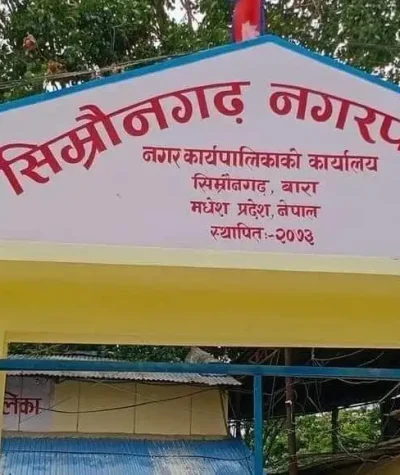 सिम्रौनगढ़ नगरप
नगर कार्यपालिकाको कार्यालय
सिम्रौनगढ़, बारा
मधेश प्रदेश, नेपाल
स्थापितः-२०७३
लिका